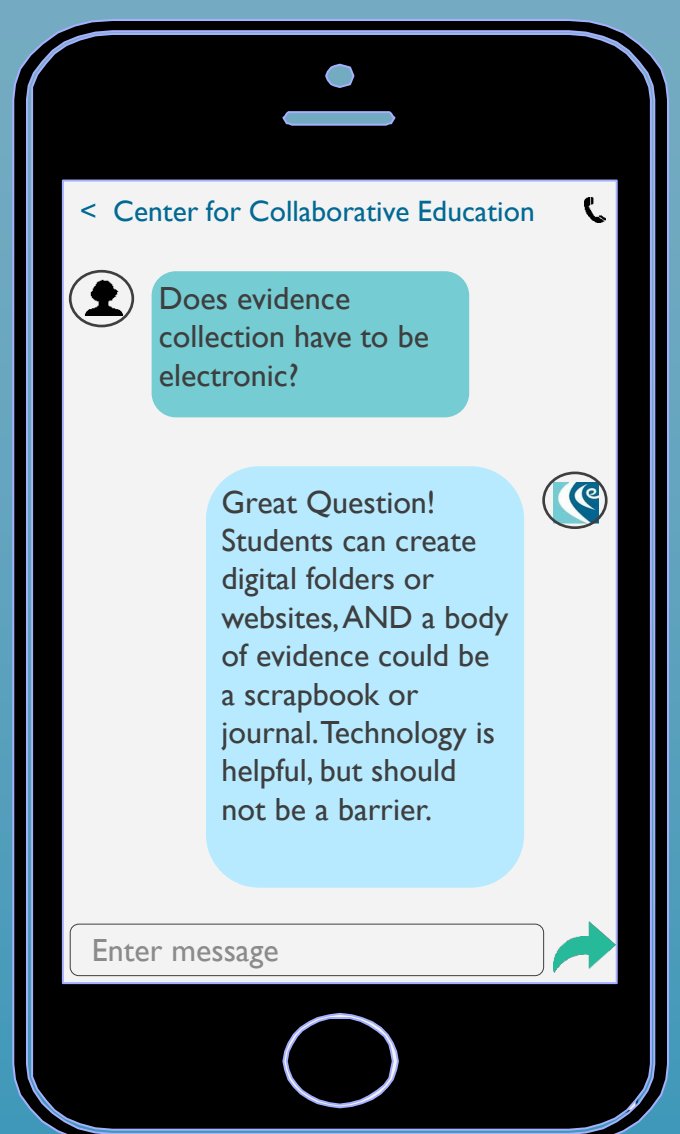 < Center for Collaborative Education
Does evidence
collection have to be
electronic?
Great Question!
Students can create
digital folders or
websites, AND a body
of evidence could be
a scrapbook or
journal. Technology is
helpful, but should
not be a barrier.
Enter message